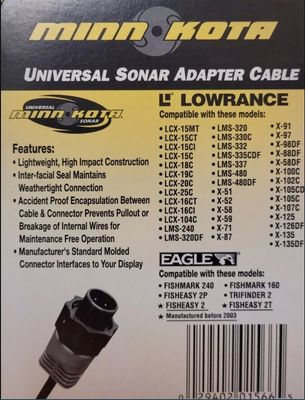 MINN KOTA
UNIVERSAL SONAR ADAPTER CABLE
UNIVERSAL
MINN KOTA
SONAR
Features:
• Lightweight, High Impact Construction
• Inter-facial Seal Maintains
Weathertight Connection
• Accident Proof Encapsulation Between
Cable & Connector Prevents Pullout or
Breakage of Internal Wires for
Maintenance Free Operation
• Manufacturer's Standard Molded
Connector Interfaces to Your Display
LOWRANCE
Compatible with these models:
• LCX-15MT
• LCX-15CT
• LCX-15CI
• LCX-15C
• LCX-18C
• LCX-19C
• LCX-20C
• LCX-25C
• LCX-16CT
• LCX-16CI
• LCX-104C
• LMS-240
• LMS-320DF
• LMS-320
• LMS-330C
• LMS-332
• LMS-335CDF
• LMS-337
• LMS-480
• LMS-480DF
• X-51
• X-52
• X-58
• X-59
• X-71
• X-87
• X-91
• X-97
• X-98DF
• X-88DF
• X-58DF
• X-100C
• X-102C
• X-105C
• X-107C
• X-125
• X-126DF
• X-135
• X-135DF
EAGLE
Compatible with these models:
• FISHMARK 240
• FISHEASY 2P
★ FISHEASY 2
• FISHMARK 160
• TRIFINDER 2
★ FISHEASY 2T
★ Manufactured before 2003
0 29402 01566 5